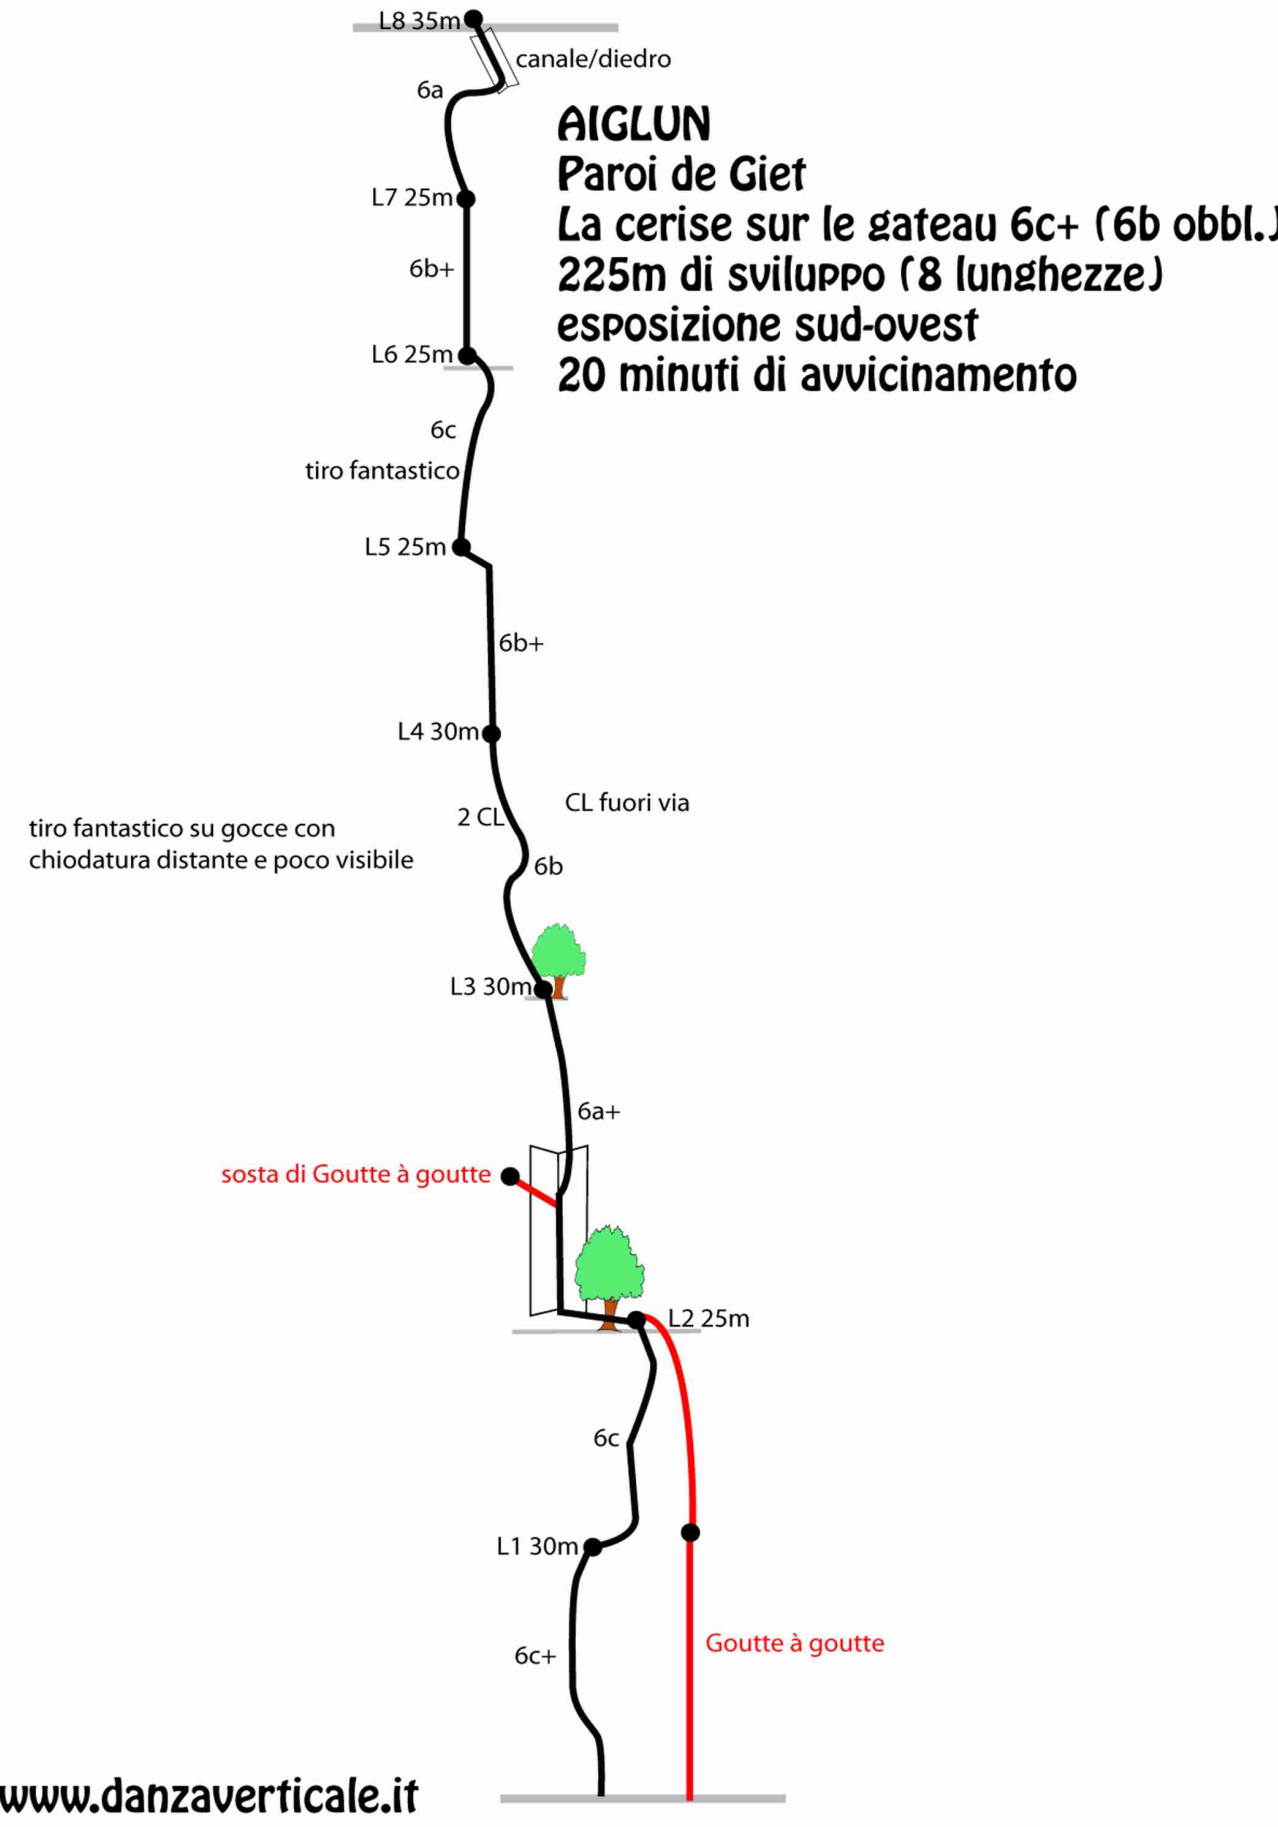 L8 35m
canale/diedro
6a
AIGLUN
Paroi de Giet
La cerise sur le gateau 6c+ (6b obbl.)
225m di sviluppo (8 lunghezze)
esposizione sud-ovest
20 minuti di avvicinamento
L7 25m
6b+
L6 25m
6c
tiro fantastico
L5 25m
6b+
L4 30m
CL fuori via
2 CL
tiro fantastico su gocce con
chiodatura distante e poco visibile
6b
L3 30m
6a+
sosta di Goutte à goutte
L2 25m
6c
L1 30m
Goutte à goutte
6c+
www.danzaverticale.it